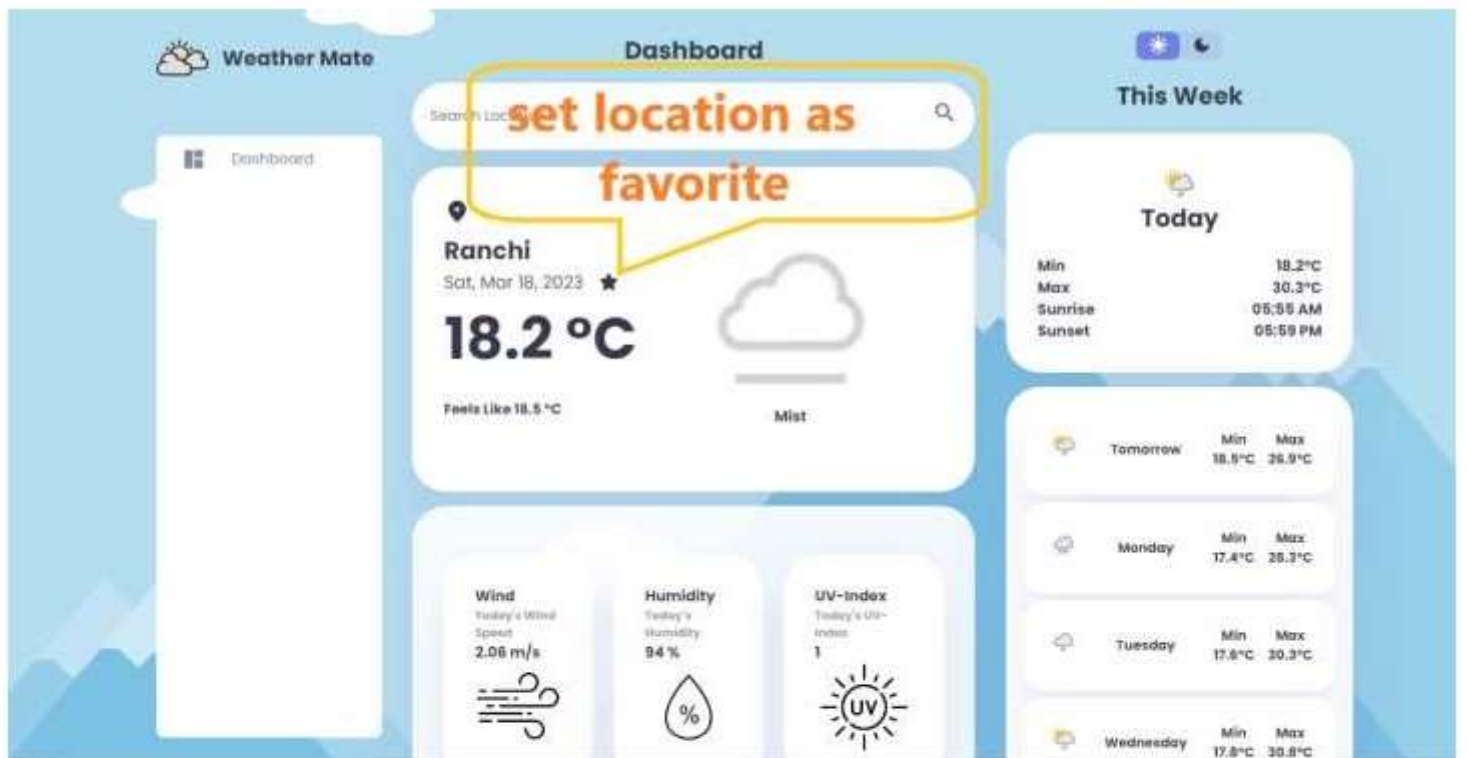 Weather Mate
Dashboard
Dashboard
Search Location
set location as
favorite
Ranchi
Sat, Mar 18, 2023
18.2 °C
Feels Like 18.5 °C
Mist
Wind
Today's Wind
Speed
2.06 m/s
Humidity
Today's
Humidity
94 %
%
UV-Index
Today's UV-
Index
1
UV
This Week
Today
Min 18.2°C
Max 30.3°C
Sunrise 05:55 AM
Sunset 05:59 PM
Tomorrow
Min Max
18.5°C 26.9°C
Monday
Min Max
17.4°C 26.3°C
Tuesday
Min Max
17.6°C 30.3°C
Wednesday
Min Max
17.8°C 30.8°C